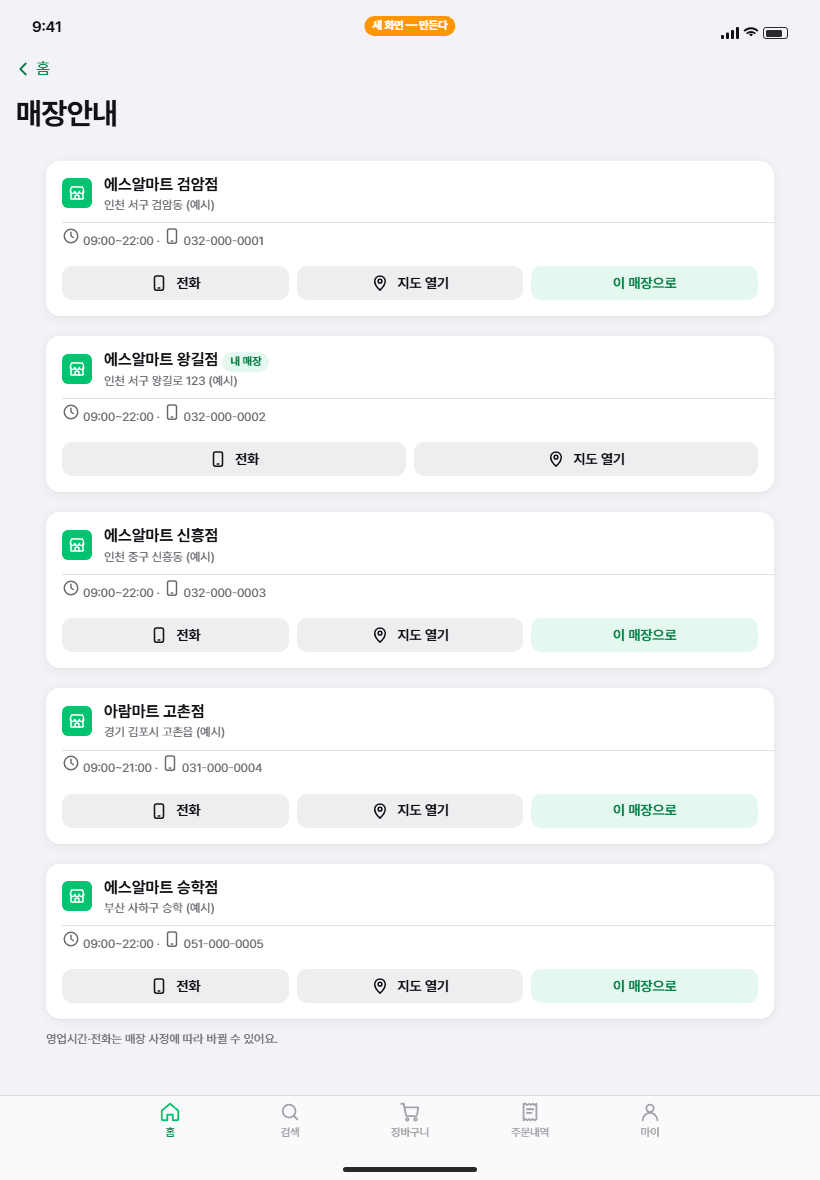 9:41
새 화면 — 만든다
홈
매장안내
에스알마트 검암점
인천 서구 검암동 (예시)
09:00~22:00 · 032-000-0001
전화 지도 열기 이 매장으로
에스알마트 왕길점 내 매장
인천 서구 왕길로 123 (예시)
09:00~22:00 · 032-000-0002
전화 지도 열기
에스알마트 신흥점
인천 중구 신흥동 (예시)
09:00~22:00 · 032-000-0003
전화 지도 열기 이 매장으로
아람마트 고촌점
경기 김포시 고촌읍 (예시)
09:00~21:00 · 031-000-0004
전화 지도 열기 이 매장으로
에스알마트 승학점
부산 사하구 승학 (예시)
09:00~22:00 · 051-000-0005
전화 지도 열기 이 매장으로
영업시간·전화는 매장 사정에 따라 바뀔 수 있어요.
홈 검색 장바구니 주문내역 마이